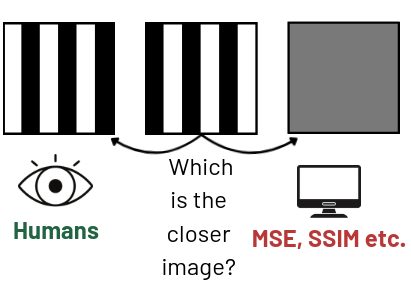 Which
is the
closer
image?
Humans
MSE, SSIM etc.